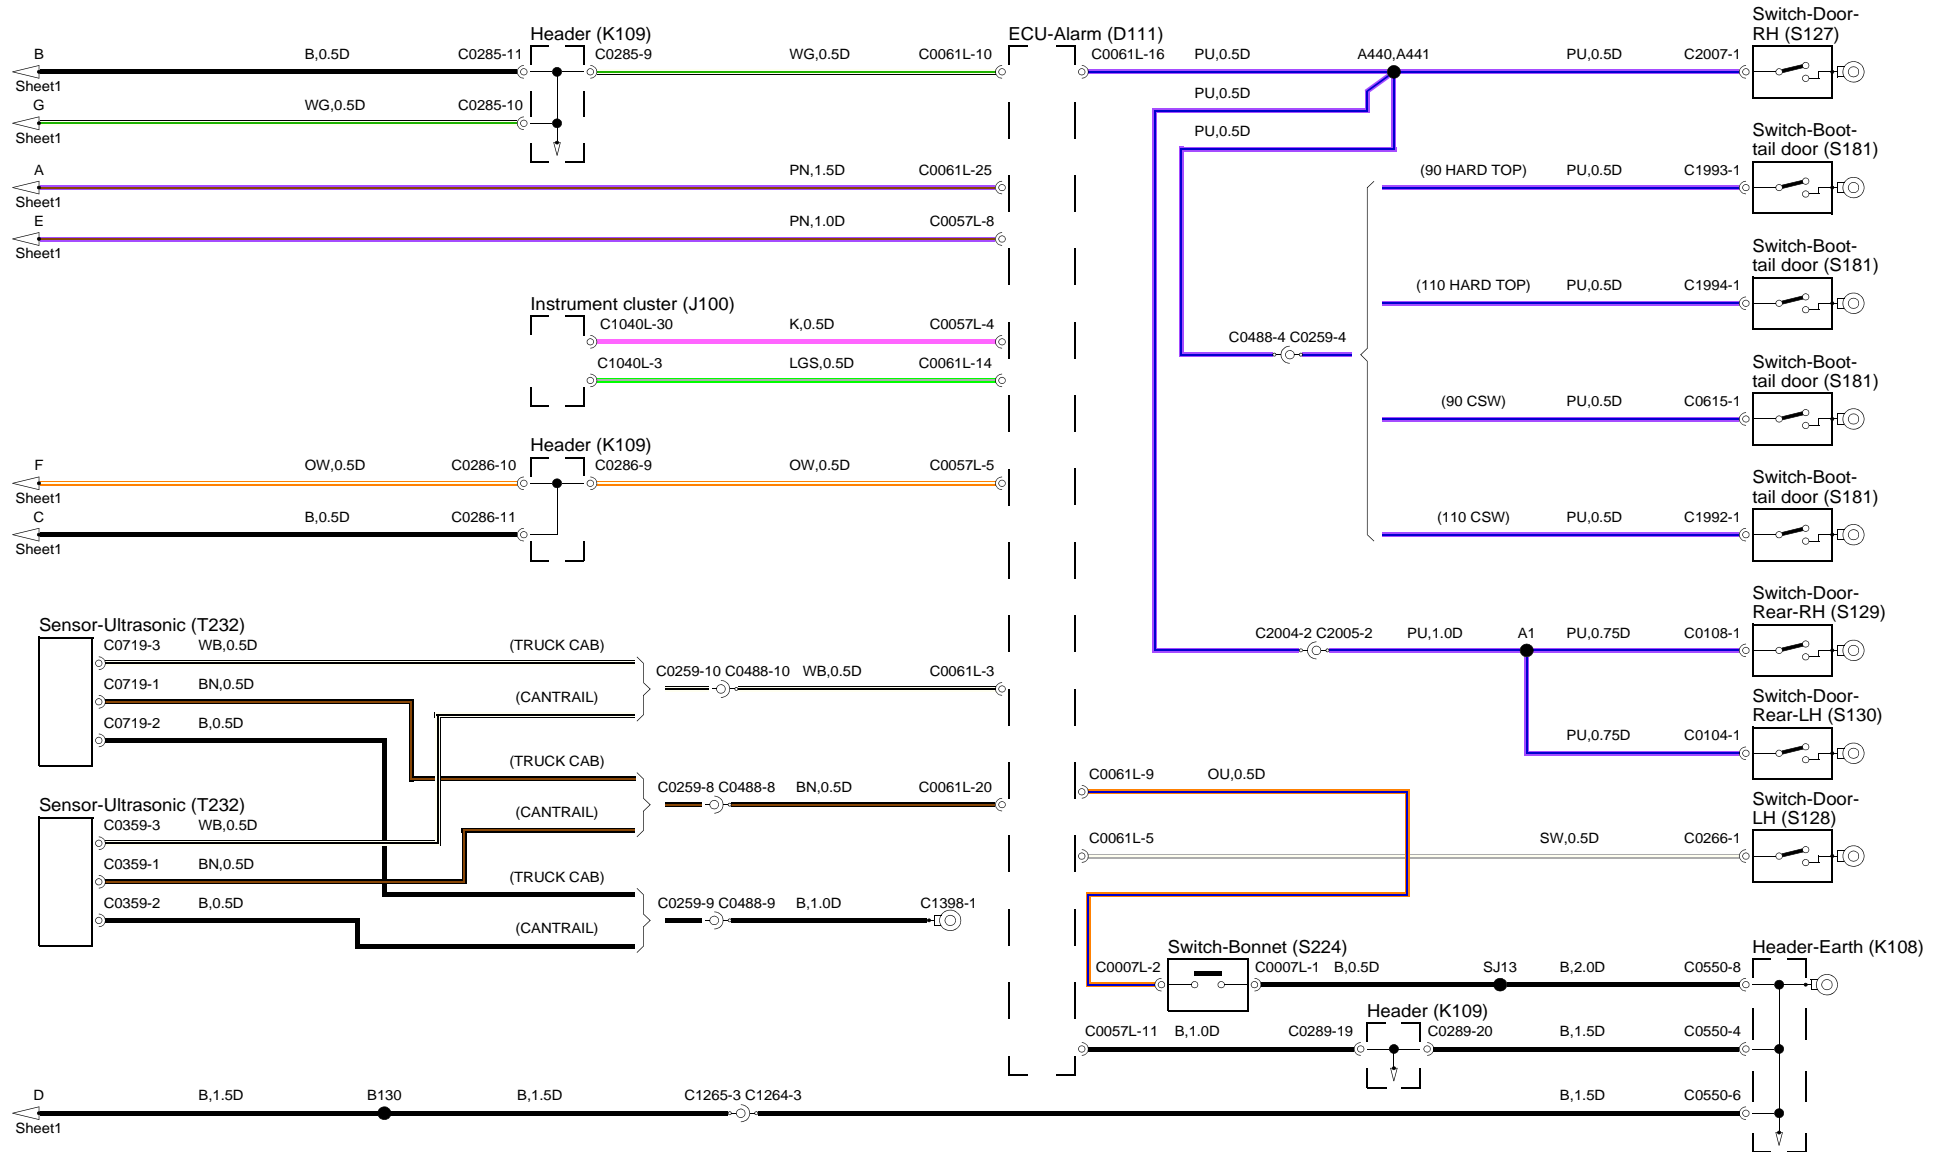 Switch-Door-
RH (S127)
Header (K109)
ECU-Alarm (D111)
B
B,0.5D
C0285-11
C0285-9
WG,0.5D
C0061L-10
C0061L-16
PU,0.5D
A440,A441
PU,0.5D
C2007-1
Sheet1
G
WG,0.5D
C0285-10
PU,0.5D
Sheet1
PU,0.5D
Switch-Boot-
tail door (S181)
A
PN,1.5D
C0061L-25
(90 HARD TOP)
PU,0.5D
C1993-1
Sheet1
E
PN,1.0D
C0057L-8
Sheet1
Switch-Boot-
tail door (S181)
(110 HARD TOP)
PU,0.5D
C1994-1
Instrument cluster (J100)
C1040L-30
K,0.5D
C0057L-4
C1040L-3
LGS,0.5D
C0061L-14
C0488-4 C0259-4
Switch-Boot-
tail door (S181)
(90 CSW)
PU,0.5D
C0615-1
Header (K109)
F
OW,0.5D
C0286-10
C0286-9
OW,0.5D
C0057L-5
Sheet1
C
B,0.5D
C0286-11
Sheet1
Switch-Boot-
tail door (S181)
(110 CSW)
PU,0.5D
C1992-1
Switch-Door-
Rear-RH (S129)
C2004-2 C2005-2
PU,1.0D
A1
PU,0.75D
C0108-1
Sensor-Ultrasonic (T232)
C0719-3
WB,0.5D
(TRUCK CAB)
C0259-10 C0488-10
WB,0.5D
C0061L-3
C0719-1
BN,0.5D
(CANTRAIL)
C0719-2
B,0.5D
Switch-Door-
Rear-LH (S130)
PU,0.75D
C0104-1
(TRUCK CAB)
C0259-8 C0488-8
BN,0.5D
C0061L-20
C0061L-9
OU,0.5D
Sensor-Ultrasonic (T232)
(CANTRAIL)
Switch-Door-
LH (S128)
C0359-3
WB,0.5D
C0061L-5
SW,0.5D
C0266-1
C0359-1
BN,0.5D
(TRUCK CAB)
C0359-2
B,0.5D
C0259-9 C0488-9
B,1.0D
C1398-1
(CANTRAIL)
Switch-Bonnet (S224)
Header-Earth (K108)
C0007L-2
C0007L-1
B,0.5D
SJ13
B,2.0D
C0550-8
Header (K109)
C0057L-11
B,1.0D
C0289-19
C0289-20
B,1.5D
C0550-4
D
B,1.5D
B130
B,1.5D
C1265-3 C1264-3
B,1.5D
C0550-6
Sheet1